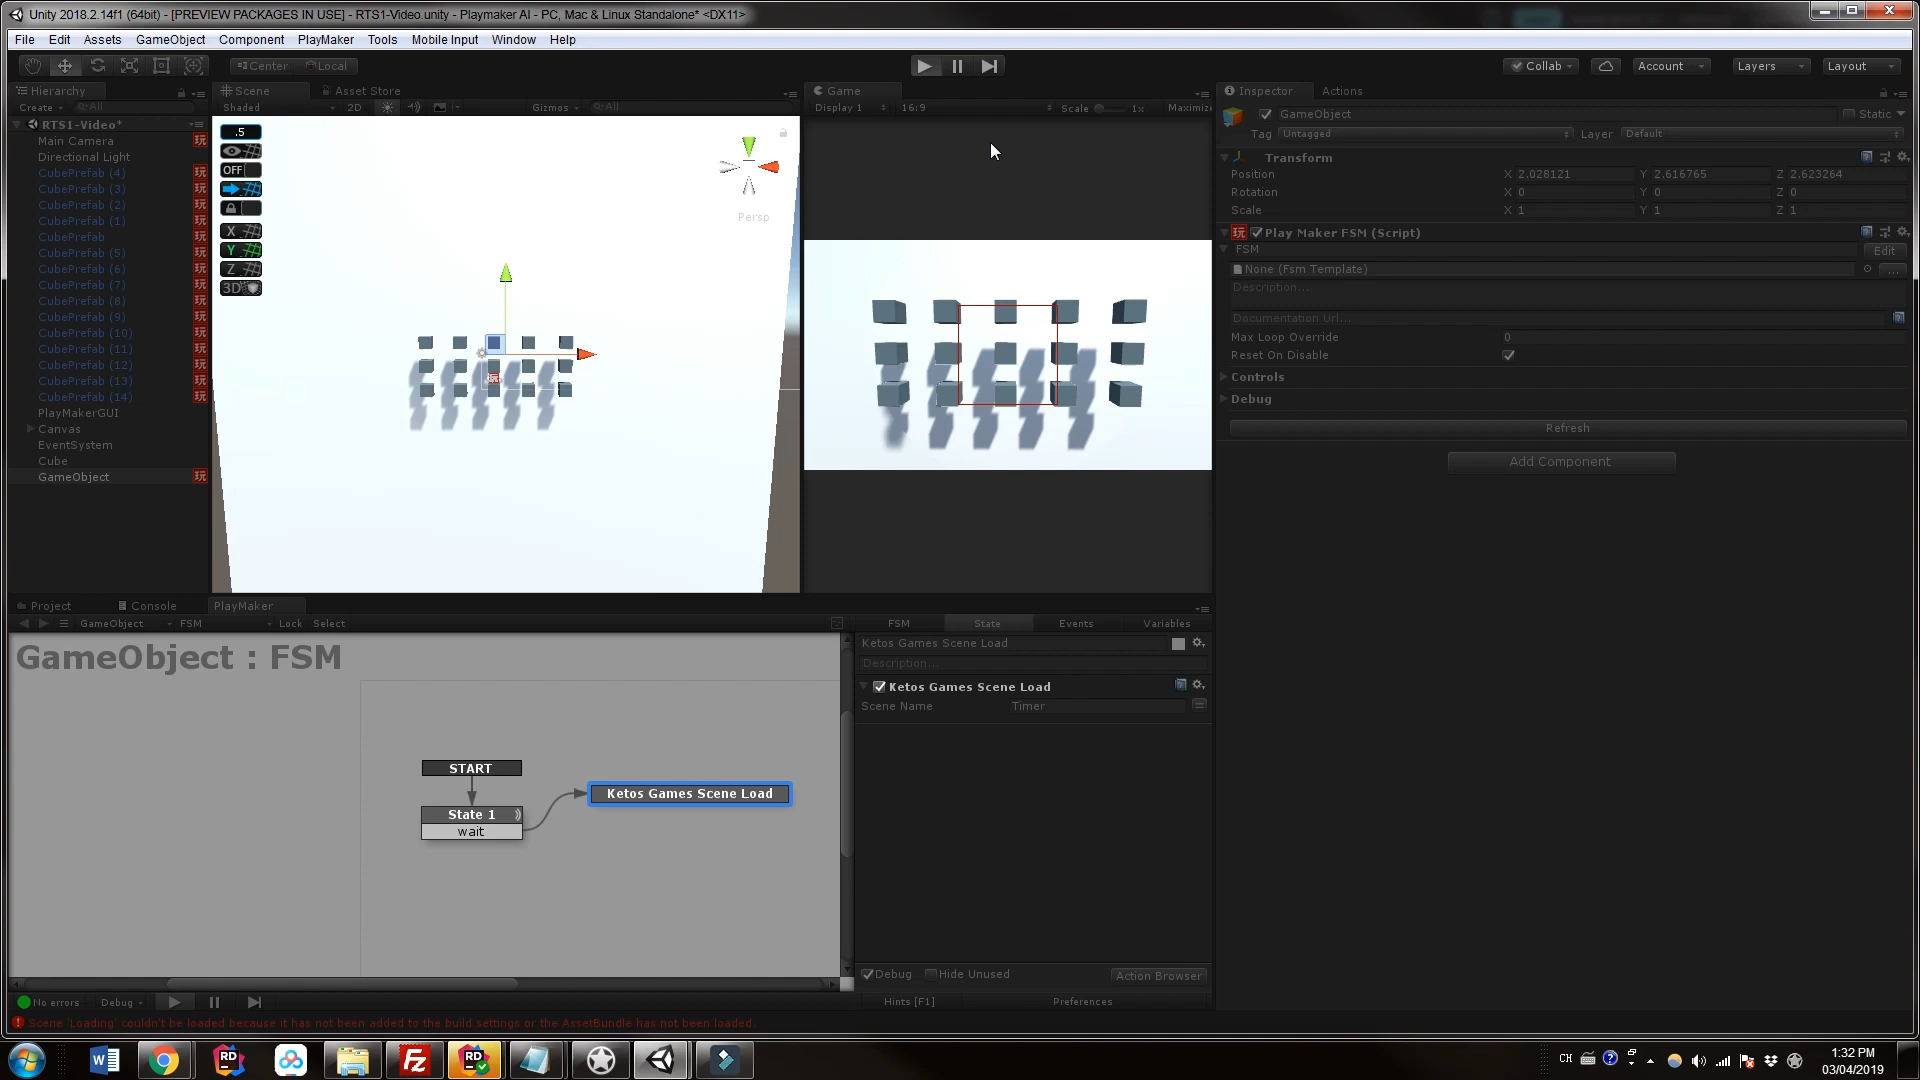 Unity 2018.2.14f1 (64bit) - [PREVIEW PACKAGES IN USE] - RTS1-Video.unity - Playmaker AI - PC, Mac & Linux Standalone* <DX11>
File Edit Assets GameObject Component PlayMaker Tools Mobile Input Window Help
Center Local Collab Account Layers Layout
Hierarchy Scene Asset Store Game Inspector Actions
Create All Shaded 2D Gizmos All Display 1 16:9 Scale 1x Maximize
RTS1-Video*
Main Camera
Directional Light
CubePrefab (4)
CubePrefab (3)
CubePrefab (2)
CubePrefab (1)
CubePrefab
CubePrefab (5)
CubePrefab (6)
CubePrefab (7)
CubePrefab (8)
CubePrefab (9)
CubePrefab (10)
CubePrefab (11)
CubePrefab (12)
CubePrefab (13)
CubePrefab (14)
PlayMakerGUI
Canvas
EventSystem
Cube
GameObject
.5
OFF
X
Y
Z
3D
Persp
GameObject Static
Tag Untagged Layer Default
Transform
Position X 2.028121 Y 2.616765 Z 2.623264
Rotation X 0 Y 0 Z 0
Scale X 1 Y 1 Z 1
Play Maker FSM (Script)
FSM Edit
None (Fsm Template) ...
Description...
Documentation Url...
Max Loop Override 0
Reset On Disable
Controls
Debug
Refresh
Add Component
Project Console PlayMaker
GameObject FSM Lock Select
GameObject : FSM
START
State 1
wait
Ketos Games Scene Load
FSM State Events Variables
Ketos Games Scene Load
Description...
Ketos Games Scene Load
Scene Name Timer
Debug Hide Unused Action Browser
No errors Debug Hints [F1] Preferences
Scene 'Loading' couldn't be loaded because it has not been added to the build settings or the AssetBundle has not been loaded.
CH 1:32 PM
03/04/2019